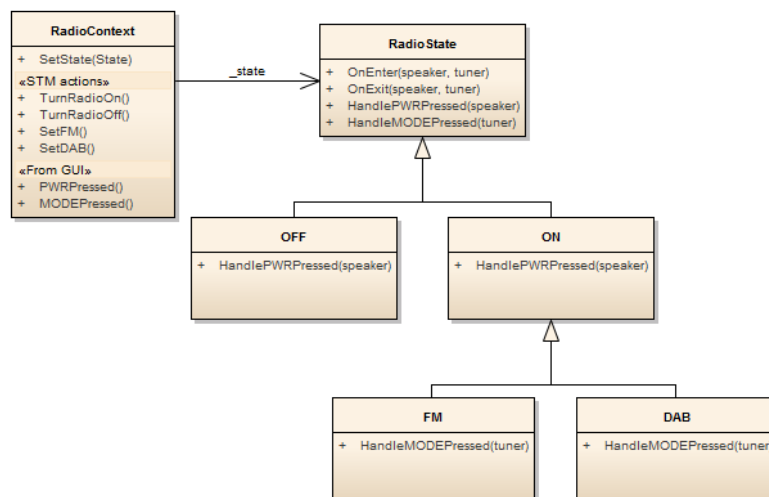 RadioContext
+ SetState(State)
«STM actions»
+ TurnRadioOn()
+ TurnRadioOff()
+ SetFM()
+ SetDAB()
«From GUI»
+ PWRPressed()
+ MODEPressed()
_state
RadioState
+ OnEnter(speaker, tuner)
+ OnExit(speaker, tuner)
+ HandlePWRPressed(speaker)
+ HandleMODEPressed(tuner)
OFF
+ HandlePWRPressed(speaker)
ON
+ HandlePWRPressed(speaker)
FM
+ HandleMODEPressed(tuner)
DAB
+ HandleMODEPressed(tuner